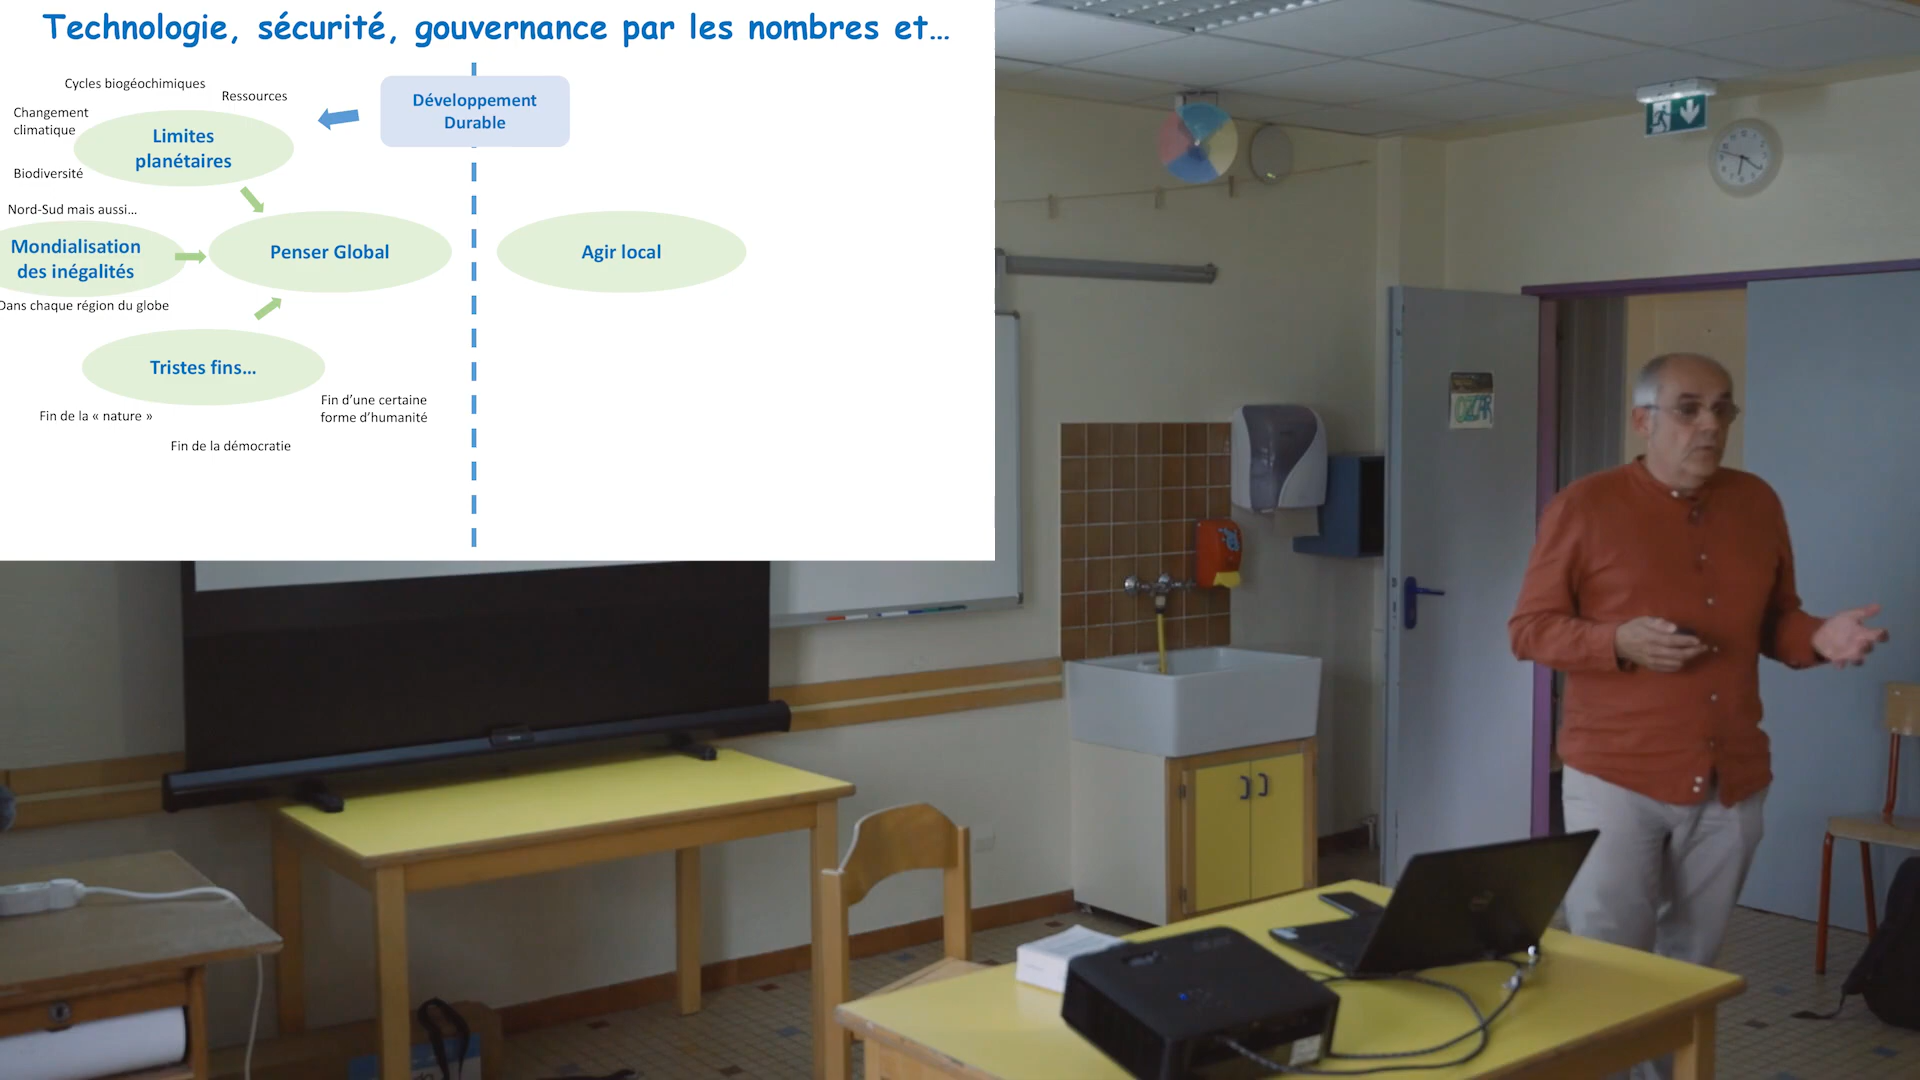 Technologie, sécurité, gouvernance par les nombres et...
Cycles biogéochimiques
Ressources
Changement
climatique
Développement
Durable
Limites
planétaires
Biodiversité
Nord-Sud mais aussi...
Mondialisation
des inégalités
Penser Global
Agir local
Dans chaque région du globe
Tristes fins...
Fin de la « nature »
Fin d'une certaine
forme d'humanité
Fin de la démocratie